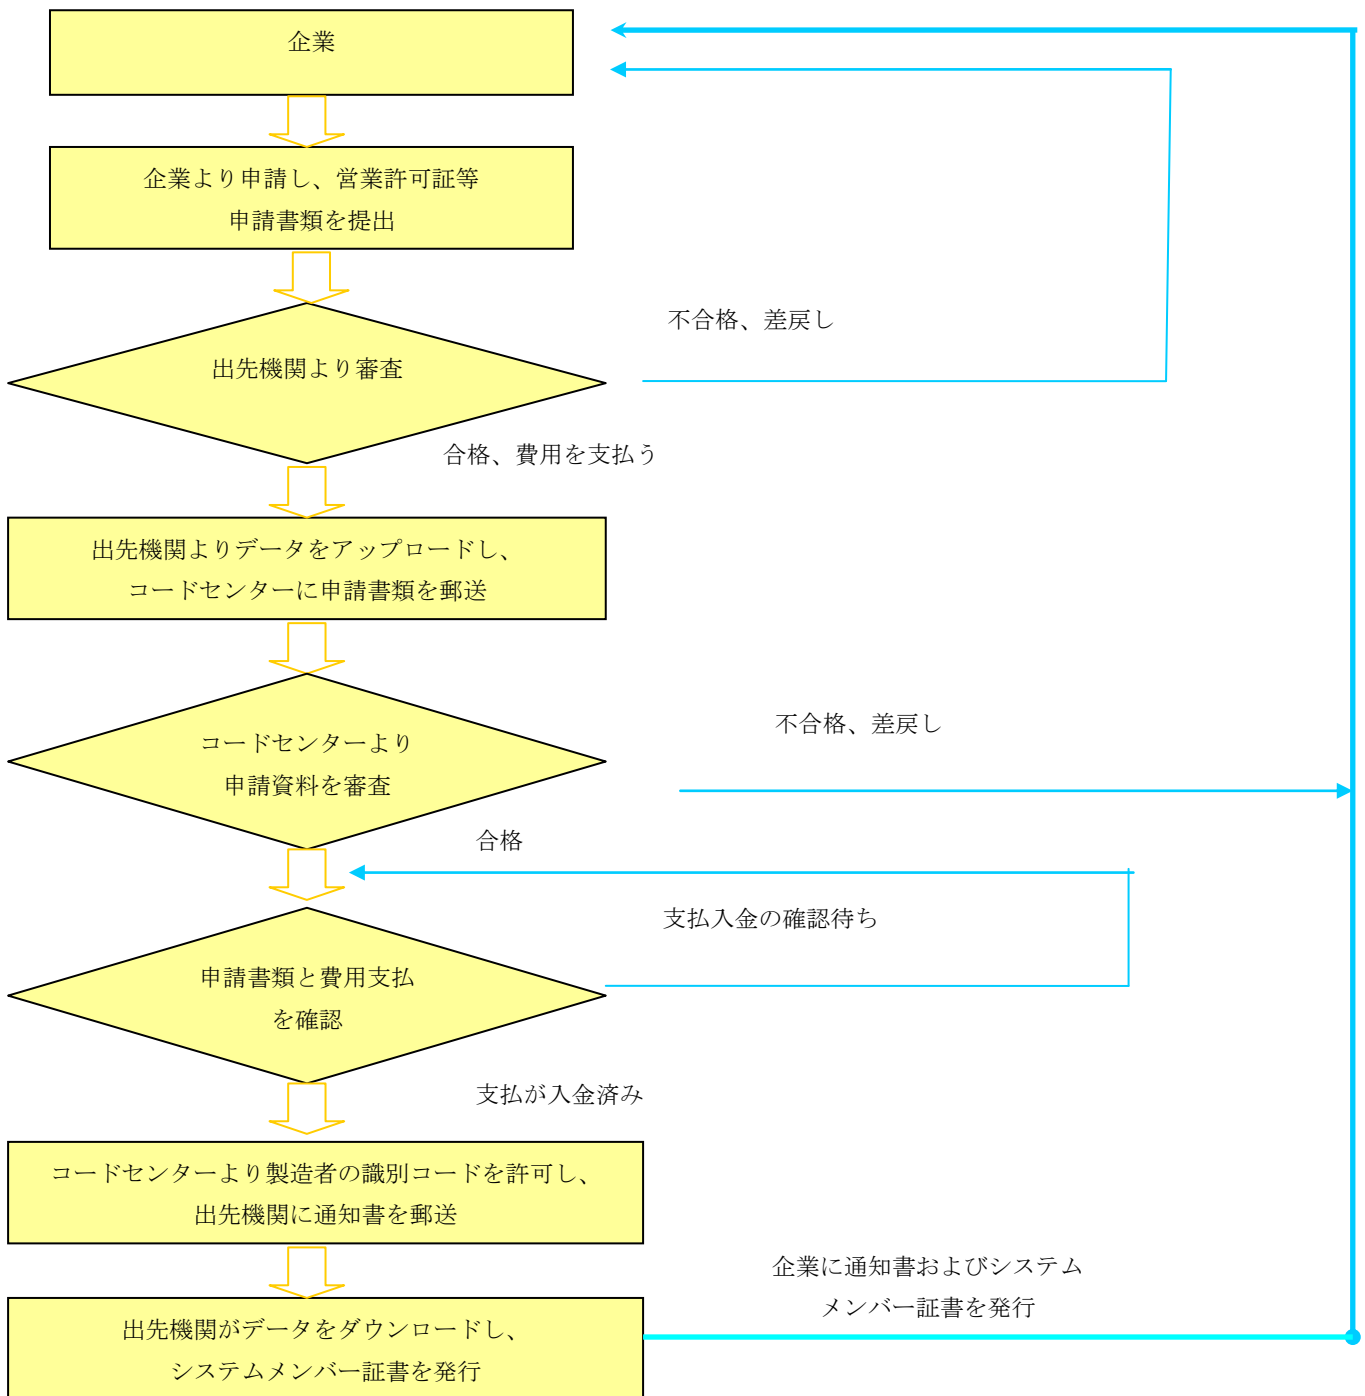 企業
企業より申請し、営業許可証等
申請書類を提出
不合格、差戻し
出先機関より審査
合格、費用を支払う
出先機関よりデータをアップロードし、
コードセンターに申請書類を郵送
不合格、差戻し
コードセンターより
申請資料を審査
合格
支払入金の確認待ち
申請書類と費用支払
を確認
支払が入金済み
コードセンターより製造者の識別コードを許可し、
出先機関に通知書を郵送
企業に通知書およびシステム
メンバー証書を発行
出先機関がデータをダウンロードし、
システムメンバー証書を発行